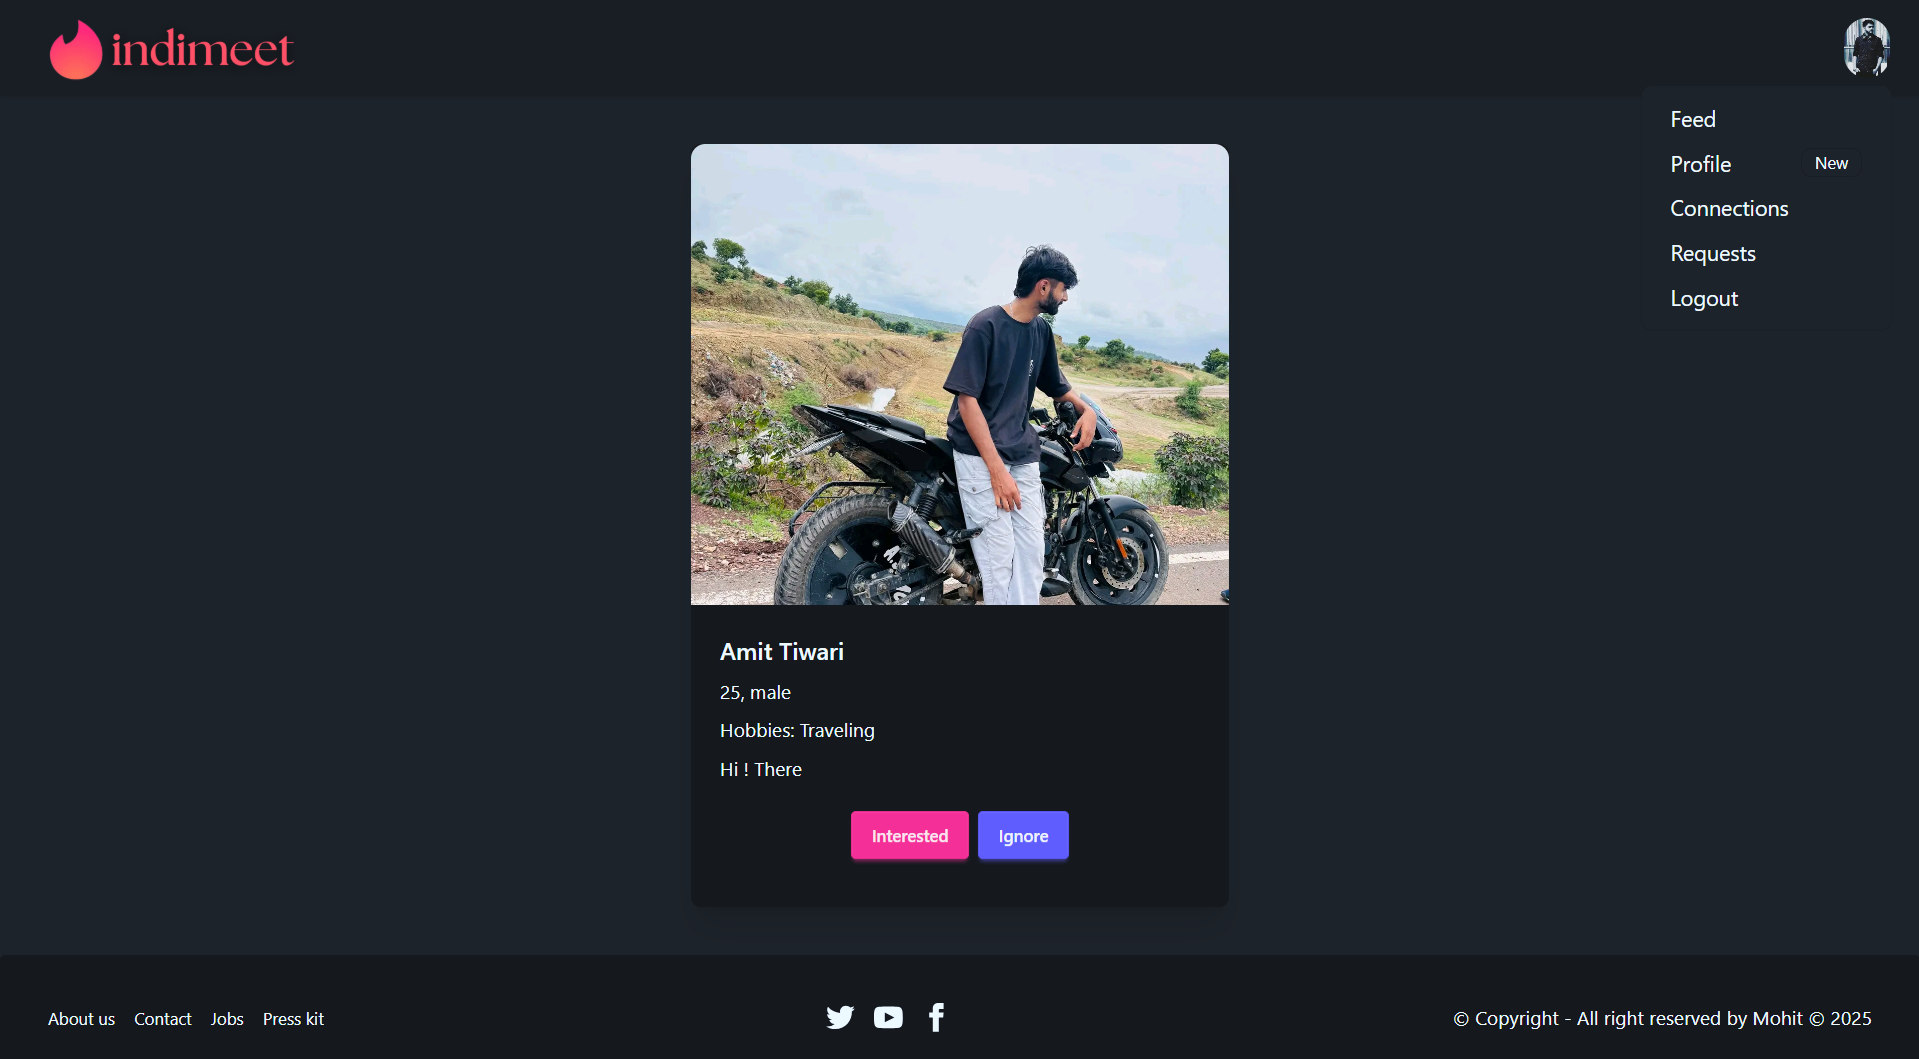 indimeet
Feed
Profile New
Connections
Requests
Logout
Amit Tiwari
25, male
Hobbies: Traveling
Hi ! There
Interested Ignore
About us Contact Jobs Press kit
© Copyright - All right reserved by Mohit © 2025